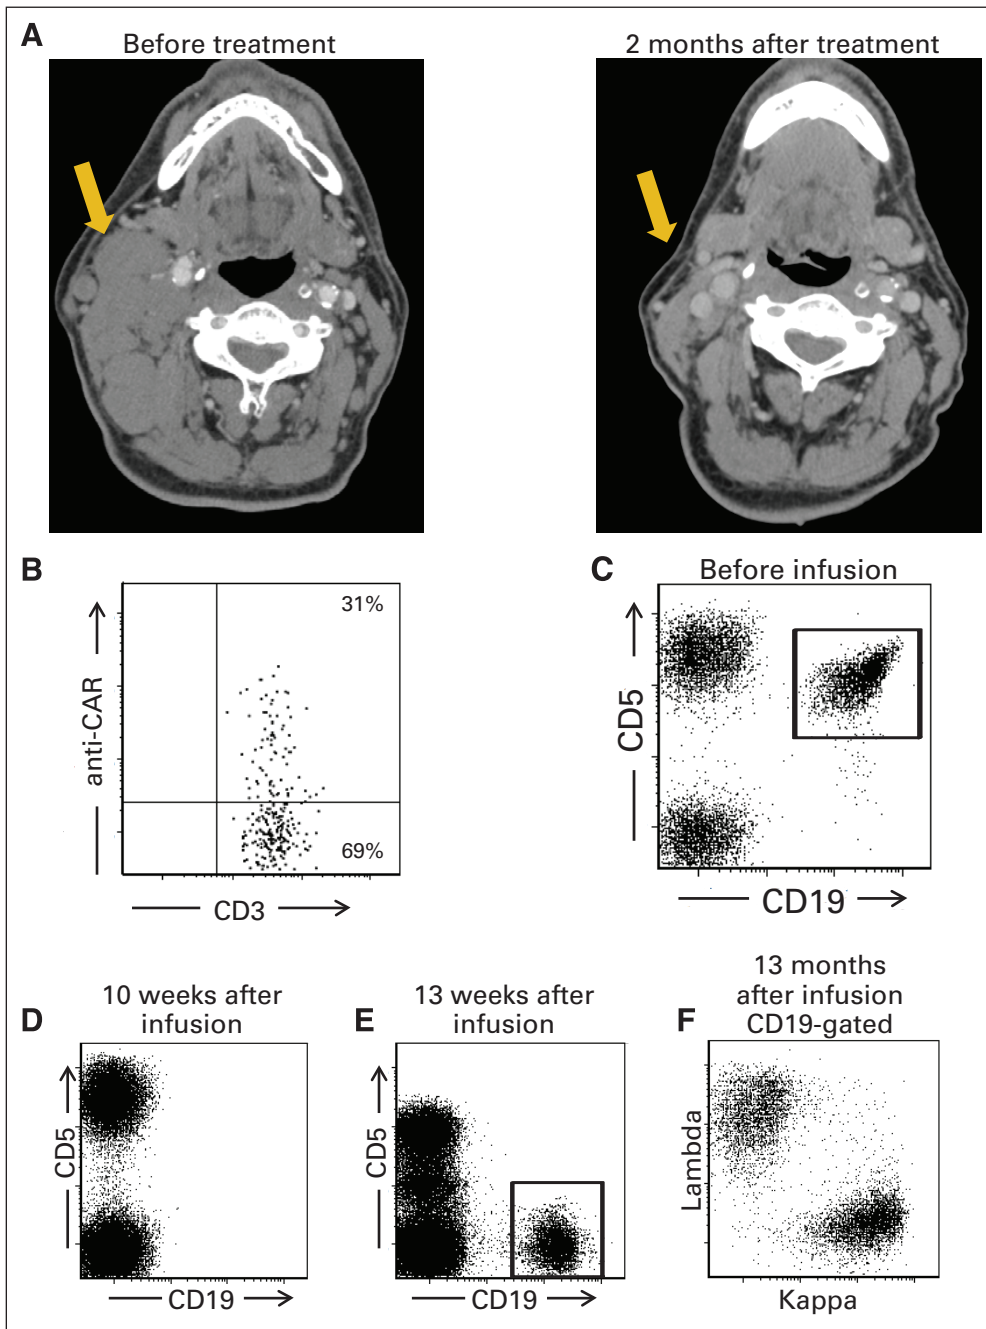 A
Before treatment
2 months after treatment
B
anti-CAR
31%
69%
CD3
C
Before infusion
CD5
CD19
D
10 weeks after
infusion
CD5
CD19
E
13 weeks after
infusion
CD5
CD19
F
13 months
after infusion
CD19-gated
Lambda
Kappa